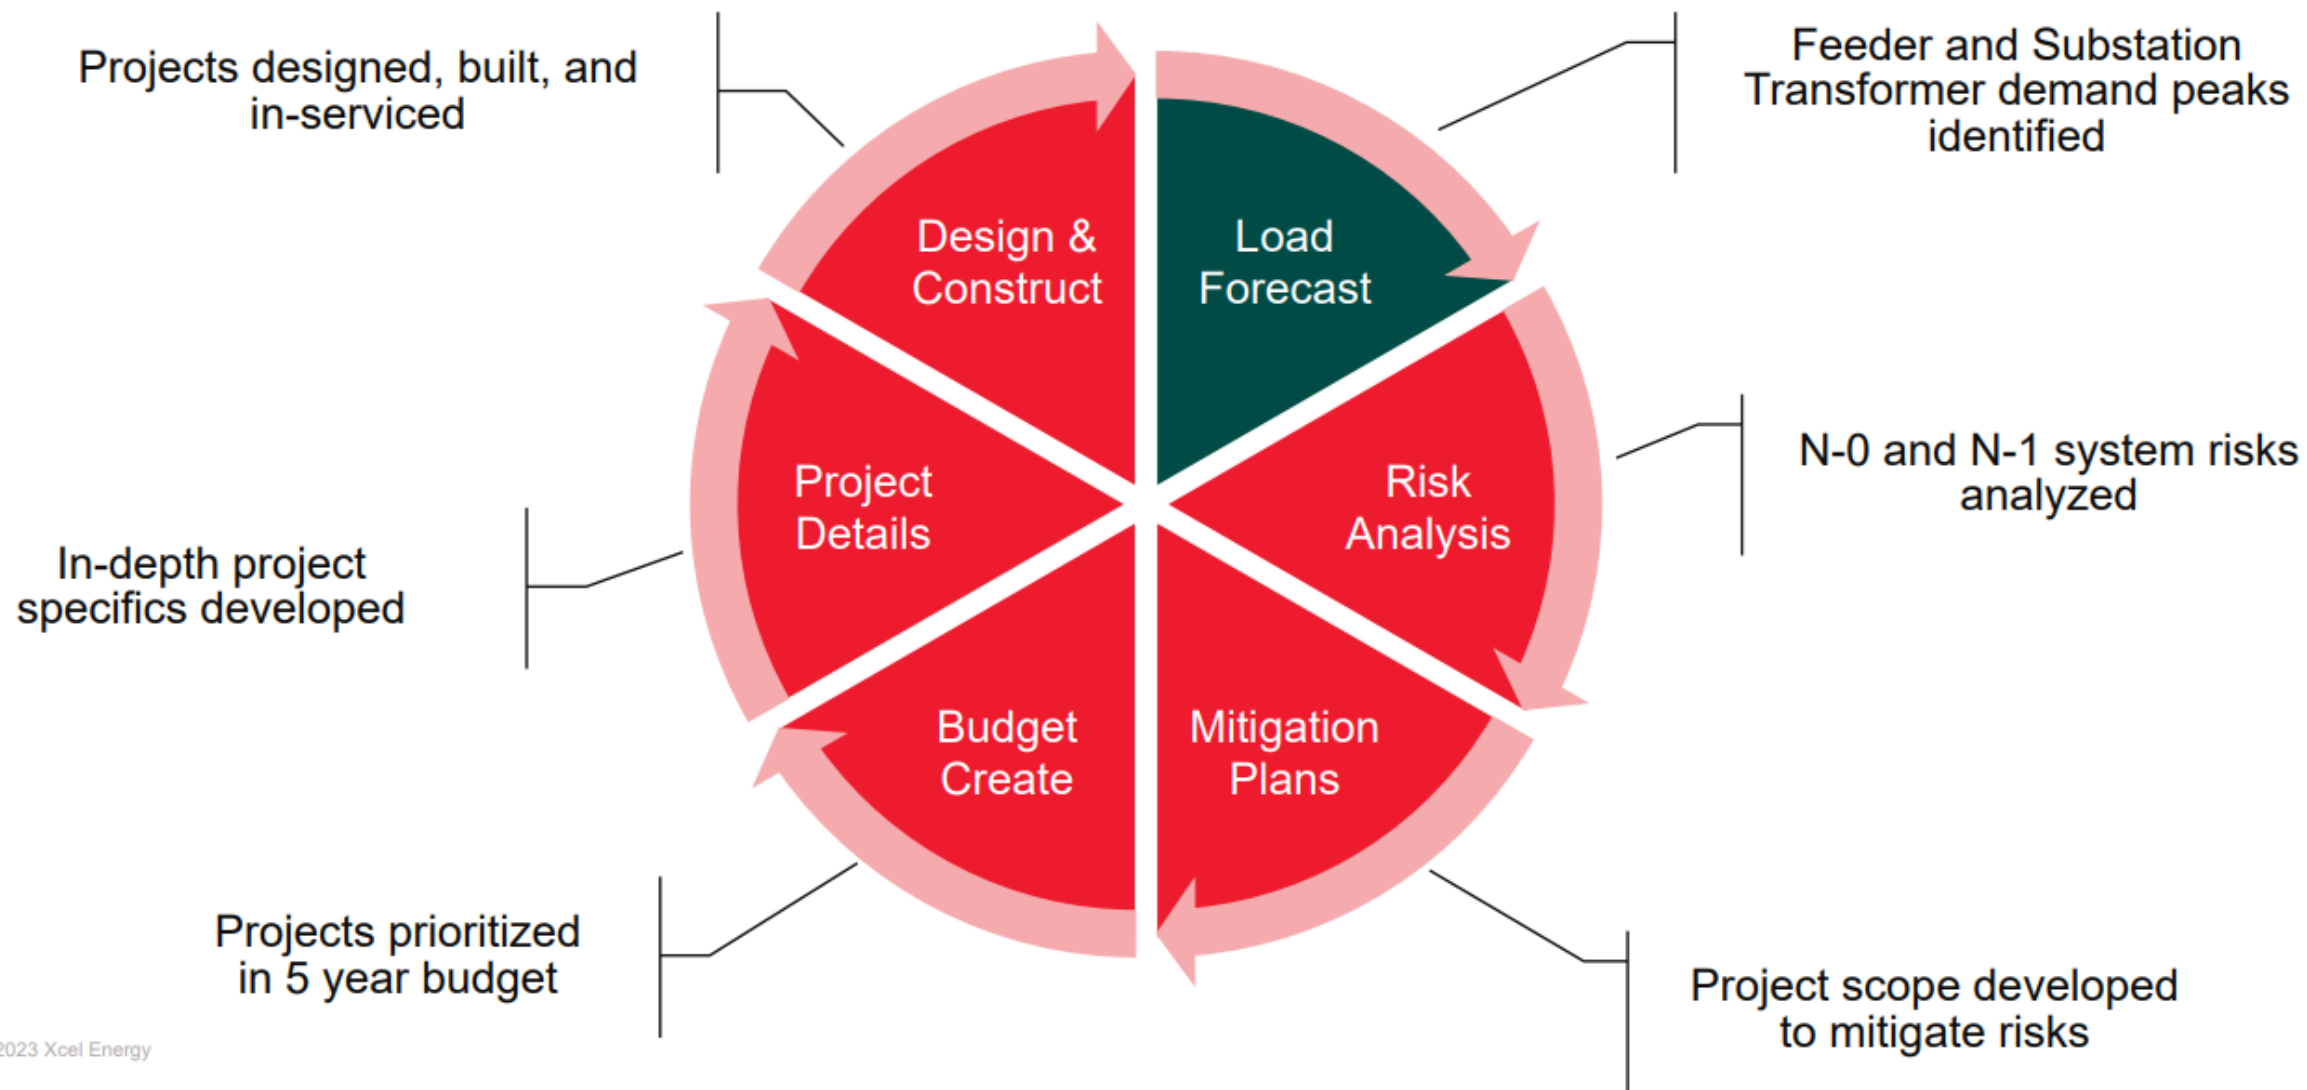 Projects designed, built, and
in-serviced
Feeder and Substation
Transformer demand peaks
identified
Design &
Construct
Load
Forecast
N-0 and N-1 system risks
analyzed
Project
Details
Risk
Analysis
In-depth project
specifics developed
Budget
Create
Mitigation
Plans
Projects prioritized
in 5 year budget
Project scope developed
to mitigate risks
2023 Xcel Energy